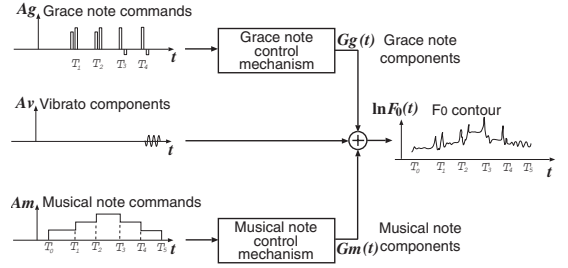 Ag Grace note commands
T1 T2 T3 T4 t
Grace note
control
mechanism
Gg(t) Grace note
components
Av Vibrato components
t
lnF0(t) F0 contour
T0 T1 T2 T3 T4 T5
t
Am Musical note commands
T0 T1 T2 T3 T4 T5 t
Musical note
control
mechanism
Gm(t)
Musical note
components